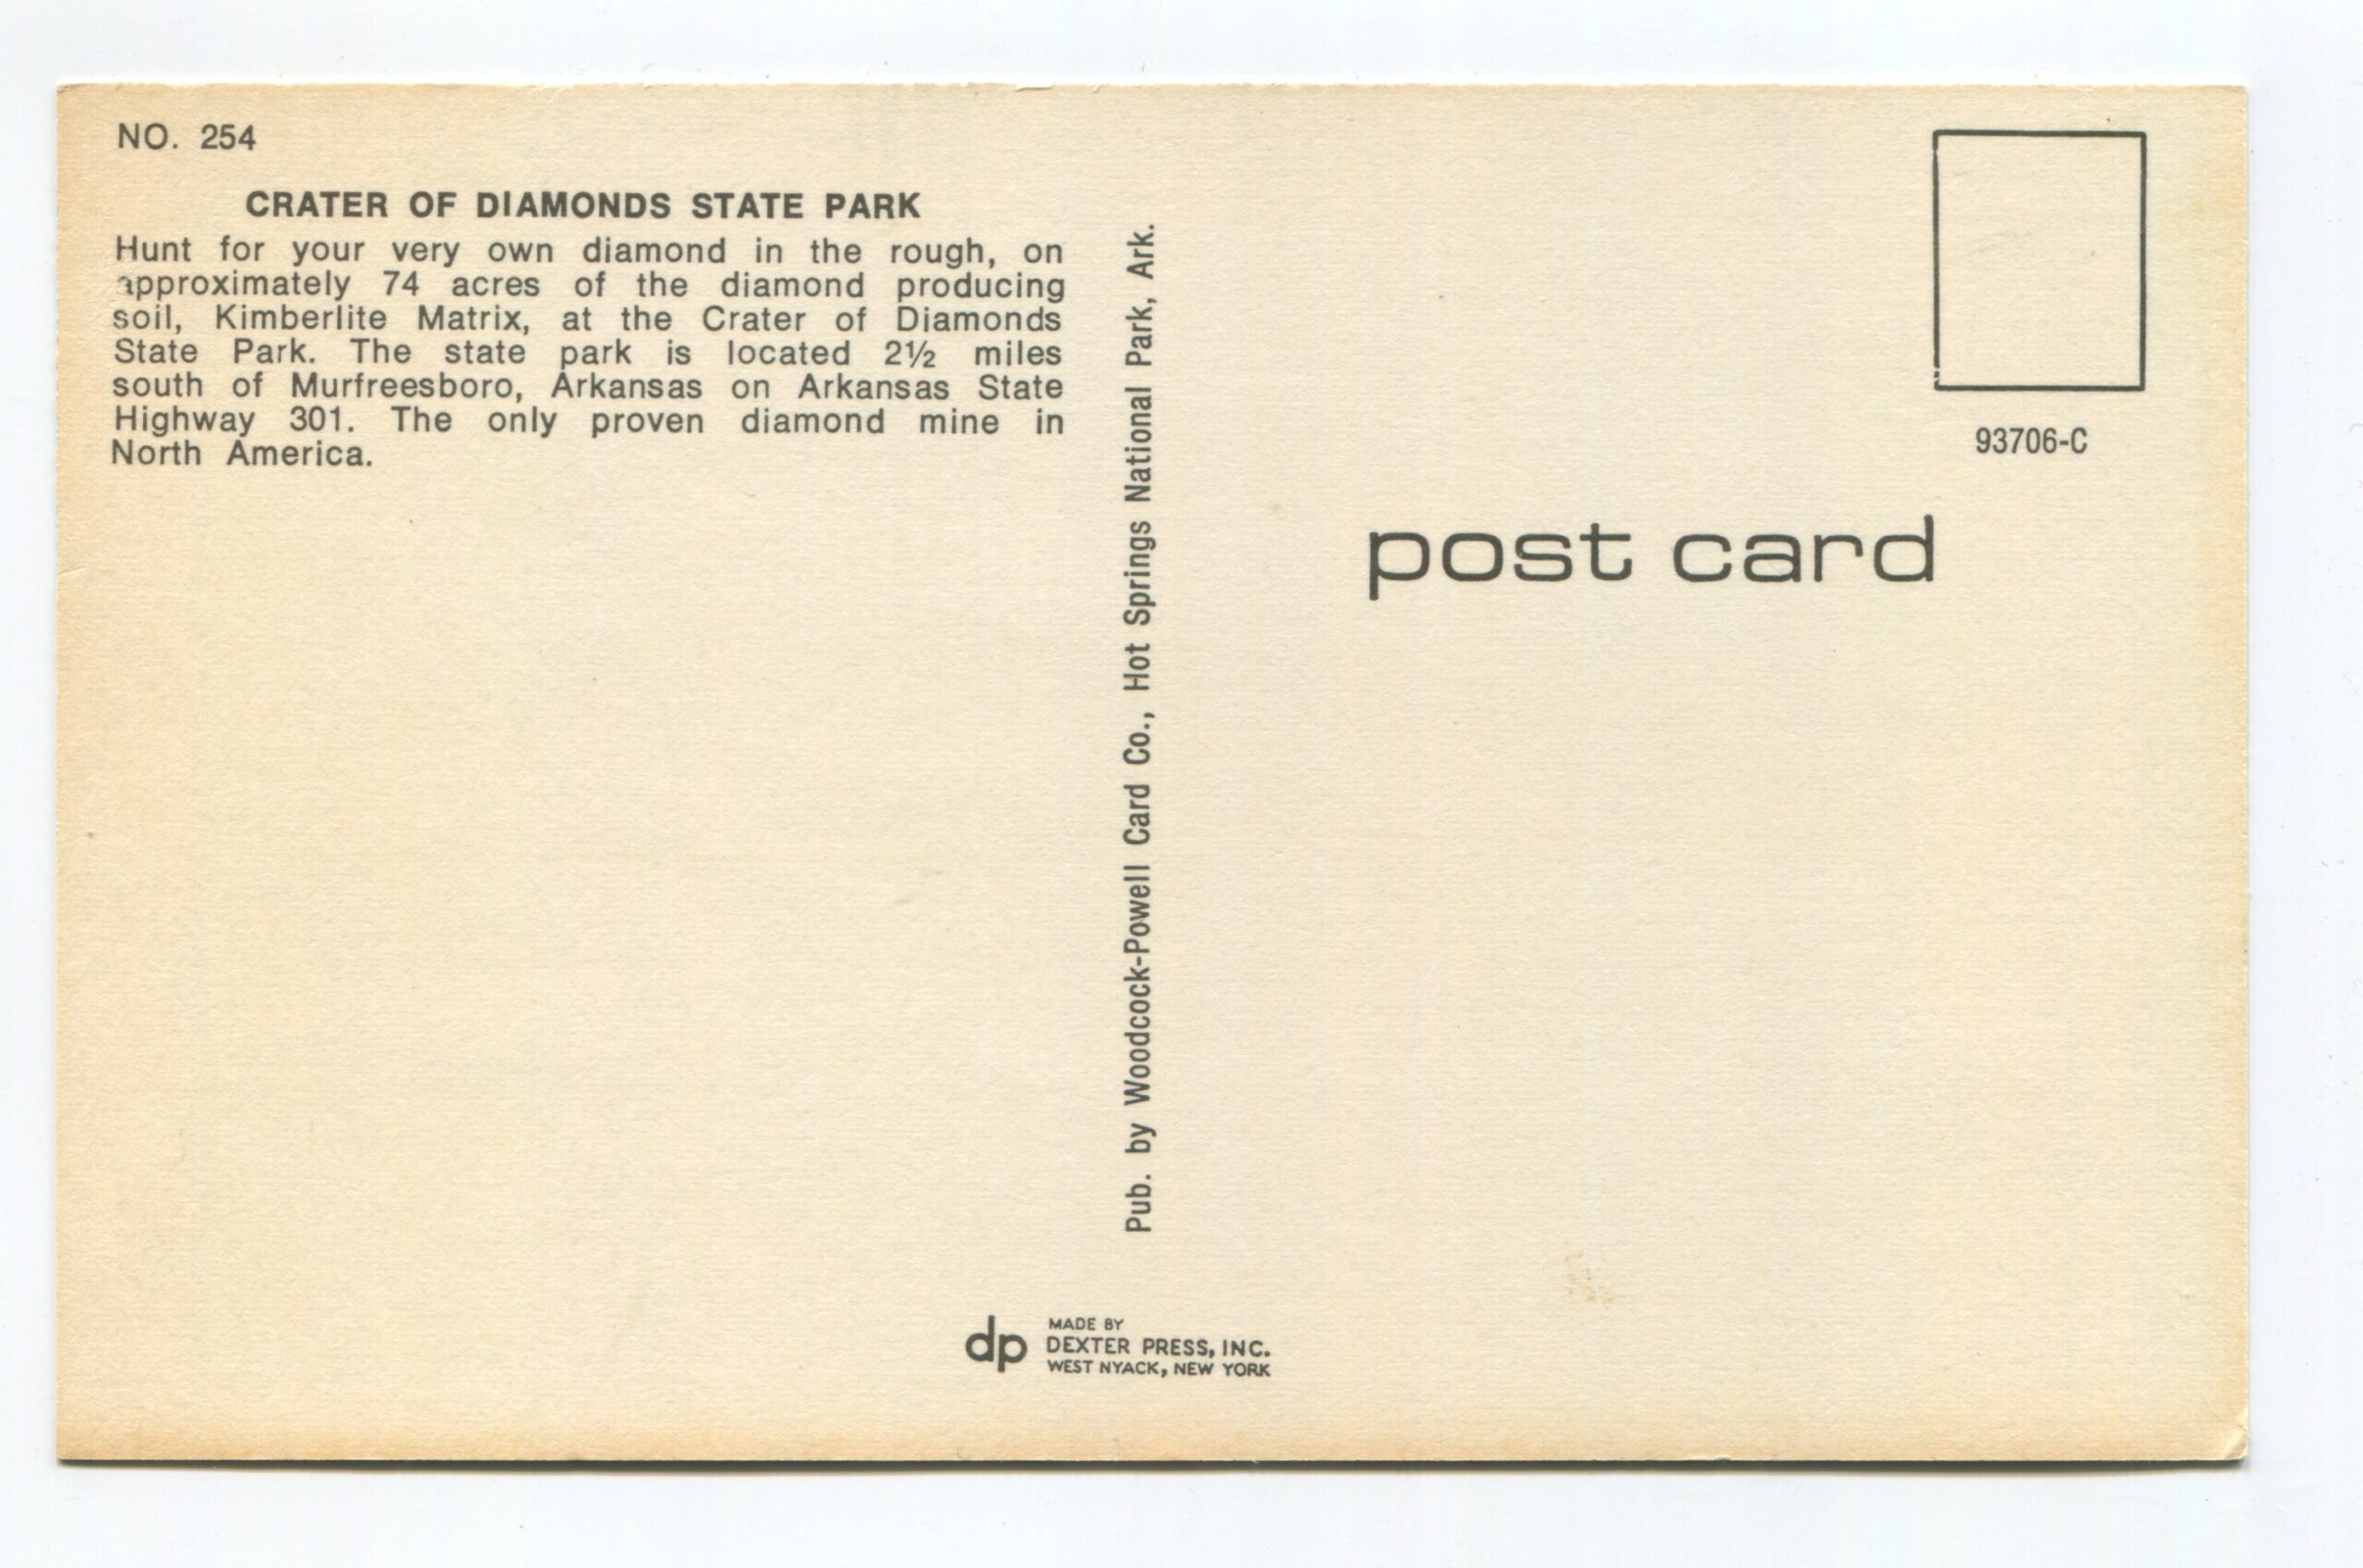 NO. 254
CRATER OF DIAMONDS STATE PARK
Hunt for your very own diamond in the rough, on
approximately 74 acres of the diamond producing
soil, Kimberlite Matrix, at the Crater of Diamonds
State Park. The state park is located 2½ miles
south of Murfreesboro, Arkansas on Arkansas State
Highway 301. The only proven diamond mine in
North America.
Pub. by Woodcock-Powell Card Co., Hot Springs National Park, Ark.
93706-C
post card
dp
MADE BY
DEXTER PRESS, INC.
WEST NYACK, NEW YORK